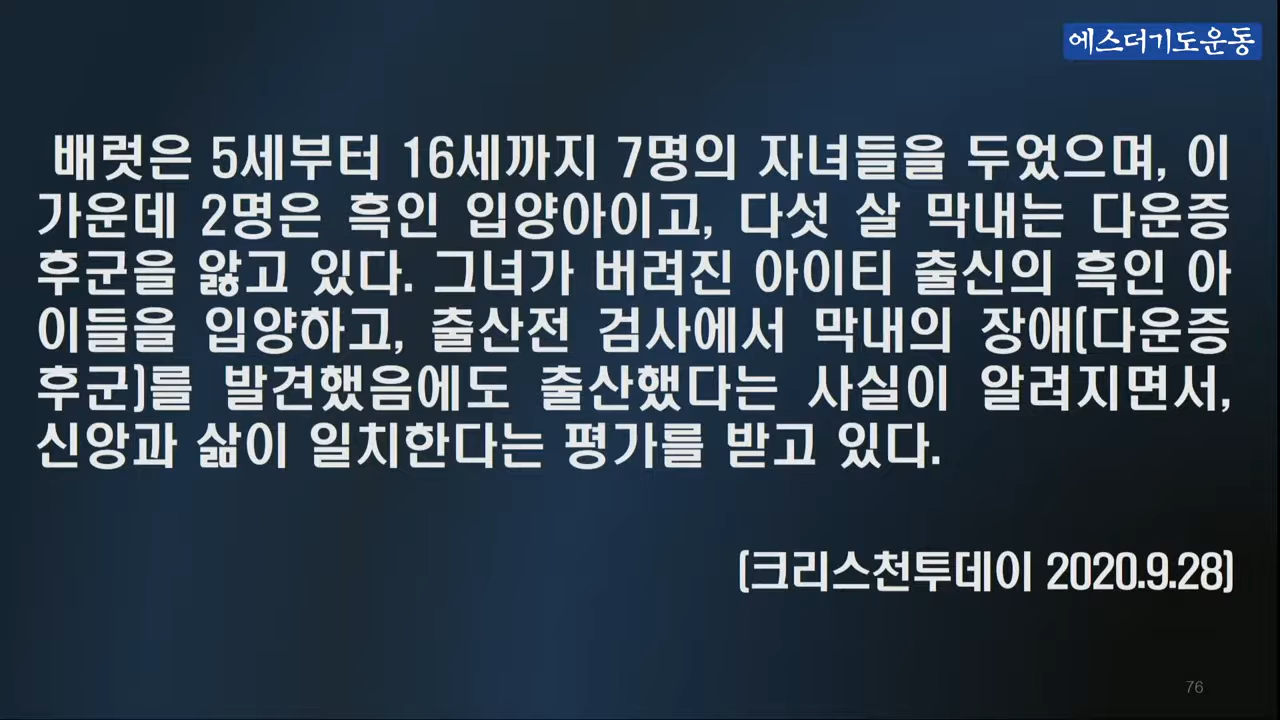 에스더기도운동
배럿은 5세부터 16세까지 7명의 자녀들을 두었으며, 이
가운데 2명은 흑인 입양아이고, 다섯 살 막내는 다운증
후군을 앓고 있다. 그녀가 버려진 아이티 출신의 흑인 아
이들을 입양하고, 출산전 검사에서 막내의 장애(다운증
후군)를 발견했음에도 출산했다는 사실이 알려지면서,
신앙과 삶이 일치한다는 평가를 받고 있다.
(크리스천투데이 2020.9.28)
76